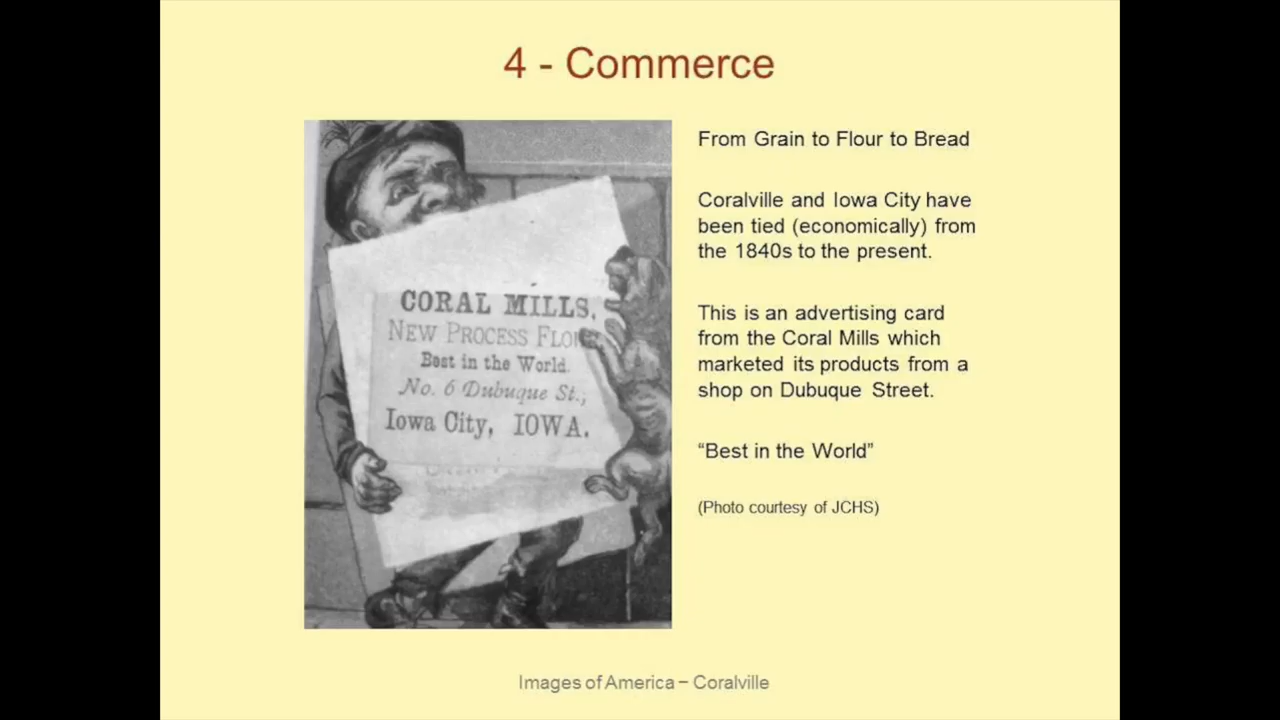 4 - Commerce
CORAL MILLS,
NEW PROCESS
Best in the World.
No. 6 Dubuque St.,
Iowa City, IOWA.
From Grain to Flour to Bread
Coralville and Iowa City have
been tied (economically) from
the 1840s to the present.
This is an advertising card
from the Coral Mills which
marketed its products from a
shop on Dubuque Street.
“Best in the World”
(Photo courtesy of JCHS)
Images of America – Coralville